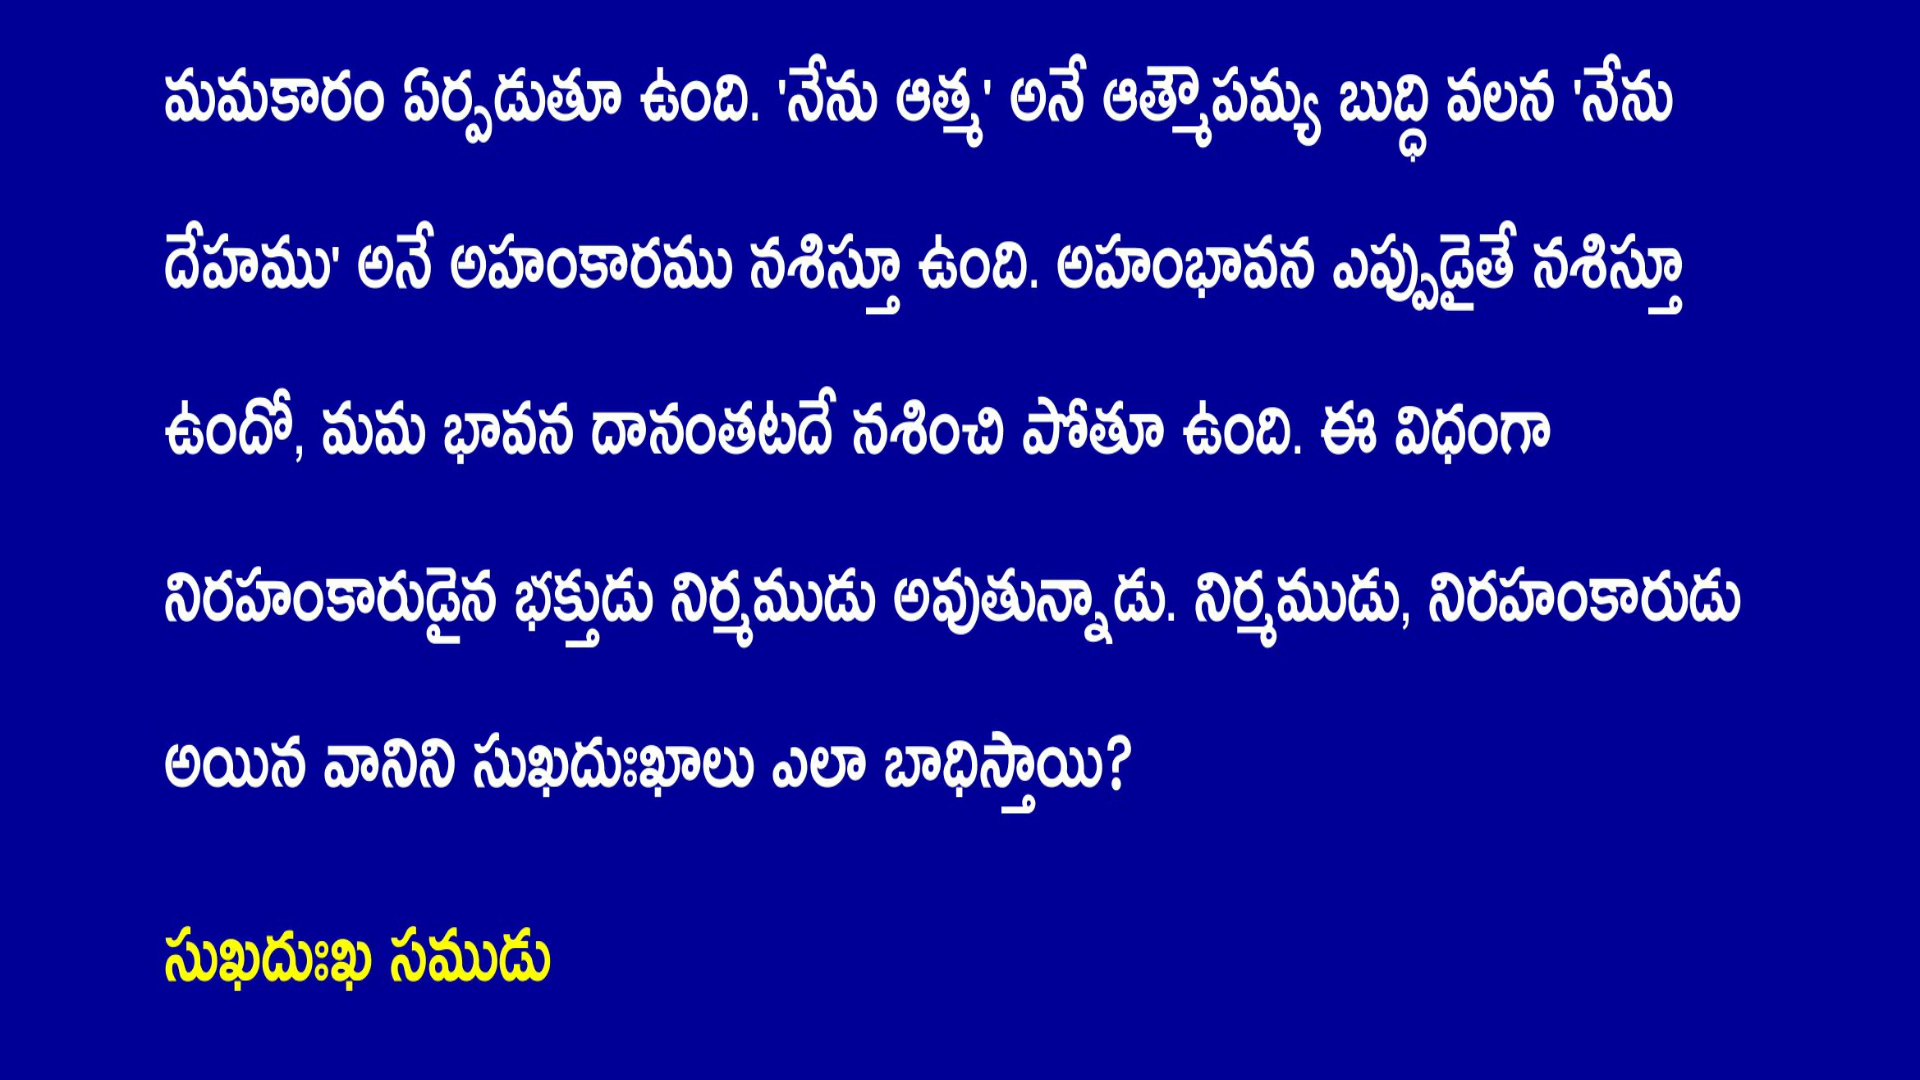 మమకారం ఏర్పడుతూ ఉంది. 'నేను ఆత్మ' అనే ఆత్మౌపమ్య బుద్ధి వలన 'నేను
దేహము' అనే అహంకారము నశిస్తూ ఉంది. అహంభావన ఎప్పుడైతే నశిస్తూ
ఉందో, మమ భావన దానంతటదే నశించి పోతూ ఉంది. ఈ విధంగా
నిరహంకారుడైన భక్తుడు నిర్మముడు అవుతున్నాడు. నిర్మముడు, నిరహంకారుడు
అయిన వానిని సుఖదుఃఖాలు ఎలా బాధిస్తాయి?
సుఖదుఃఖ సముడు